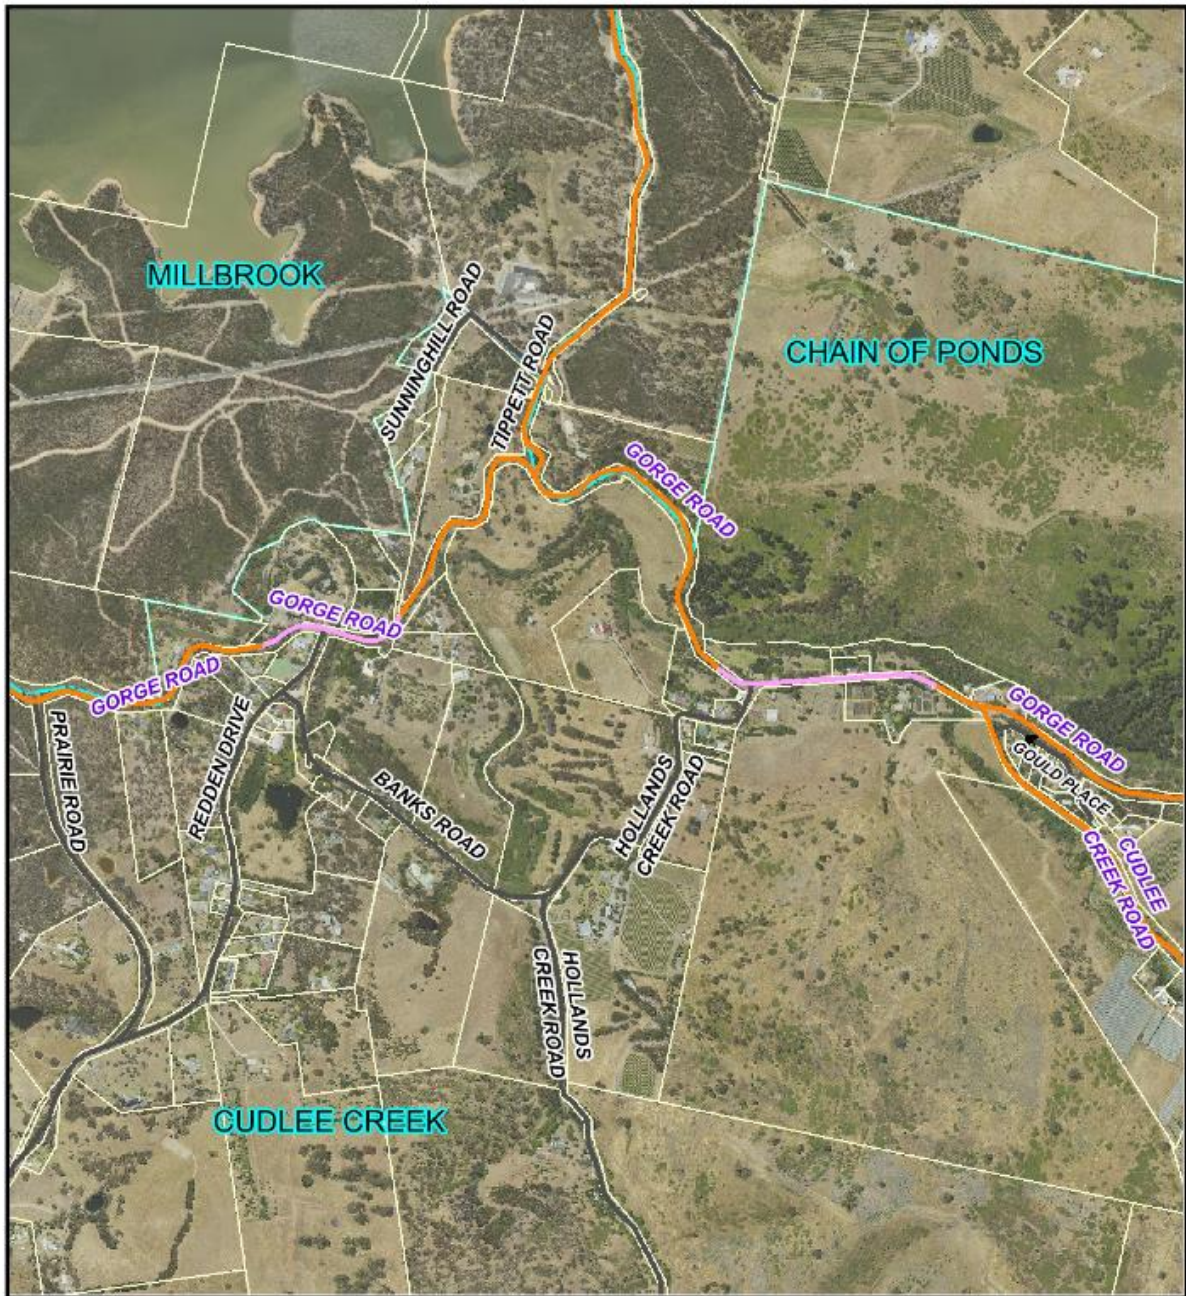 MILLBROOK
SUNNINGHILL ROAD
TIPPETT ROAD
CHAIN OF PONDS
GORGE ROAD
GORGE ROAD
GORGE ROAD
PRAIRIE ROAD
REDDEN DRIVE
BANKS ROAD
HOLLANDS
CREEK ROAD
GORGE ROAD
GOULD PLACE
CUDLEE
CREEK ROAD
HOLLANDS
CREEK ROAD
CUDLEE CREEK